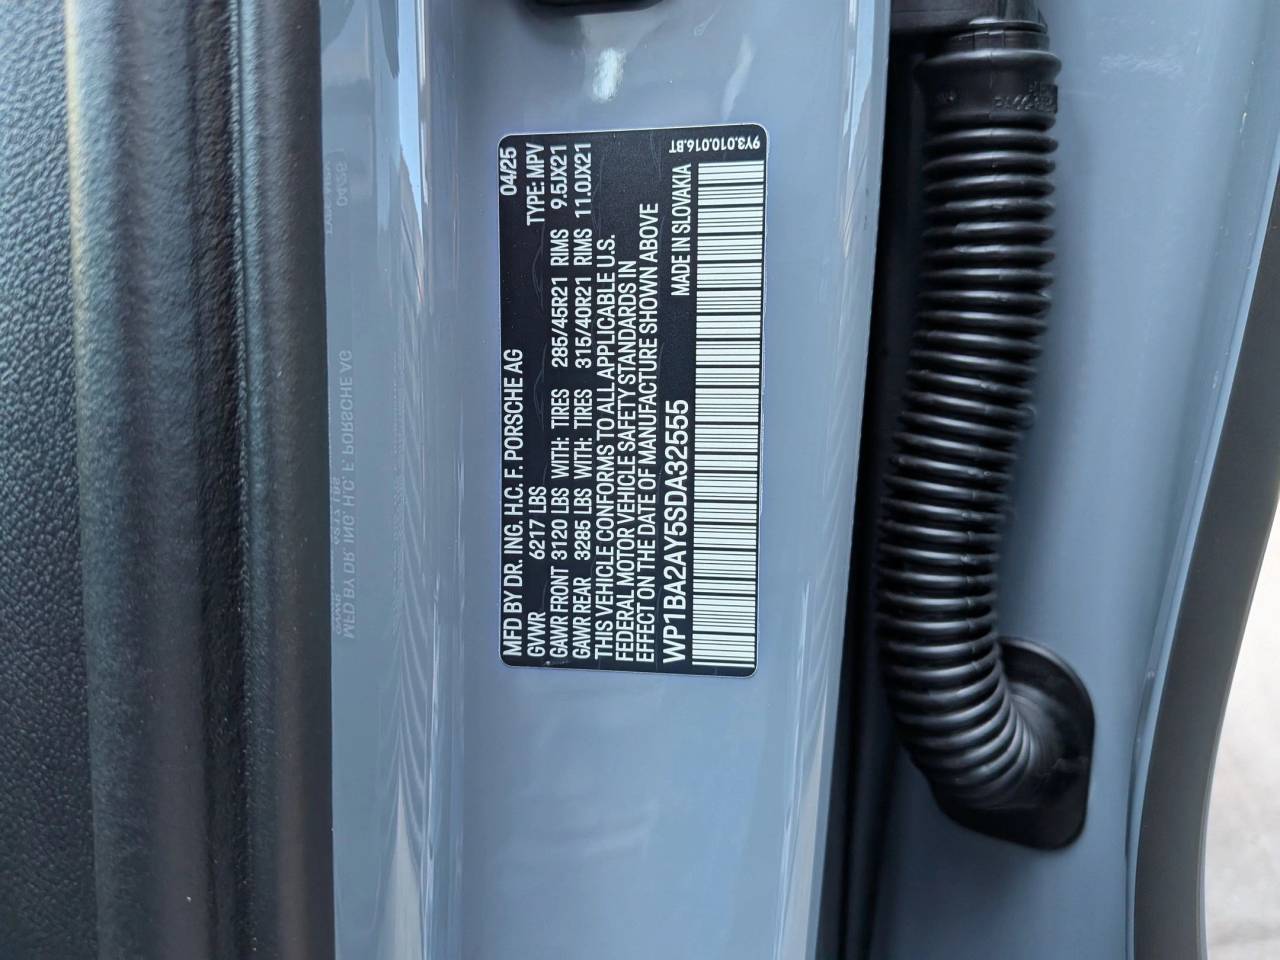 MFD BY DR. ING. H.C. F. PORSCHE AG 04/25
GVWR 6217 LBS TYPE: MPV
GAWR FRONT 3120 LBS WITH: TIRES 285/45R21 RIMS 9.5JX21
GAWR REAR 3285 LBS WITH: TIRES 315/40R21 RIMS 11.0JX21
THIS VEHICLE CONFORMS TO ALL APPLICABLE U.S.
FEDERAL MOTOR VEHICLE SAFETY STANDARDS IN
EFFECT ON THE DATE OF MANUFACTURE SHOWN ABOVE
WP1BA2AY5SDA32555 MADE IN SLOVAKIA
9Y3.010.016.BT